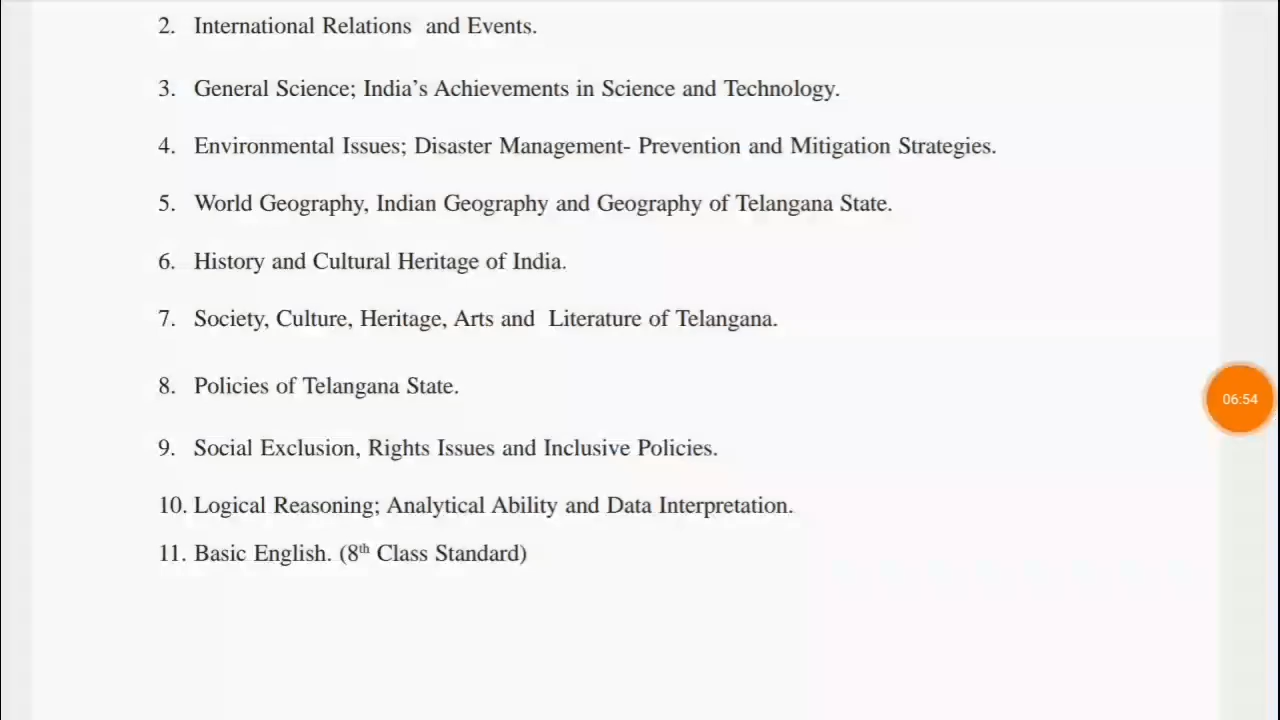 2. International Relations and Events.
3. General Science; India’s Achievements in Science and Technology.
4. Environmental Issues; Disaster Management- Prevention and Mitigation Strategies.
5. World Geography, Indian Geography and Geography of Telangana State.
6. History and Cultural Heritage of India.
7. Society, Culture, Heritage, Arts and Literature of Telangana.
8. Policies of Telangana State.
06:54
9. Social Exclusion, Rights Issues and Inclusive Policies.
10. Logical Reasoning; Analytical Ability and Data Interpretation.
11. Basic English. (8th Class Standard)